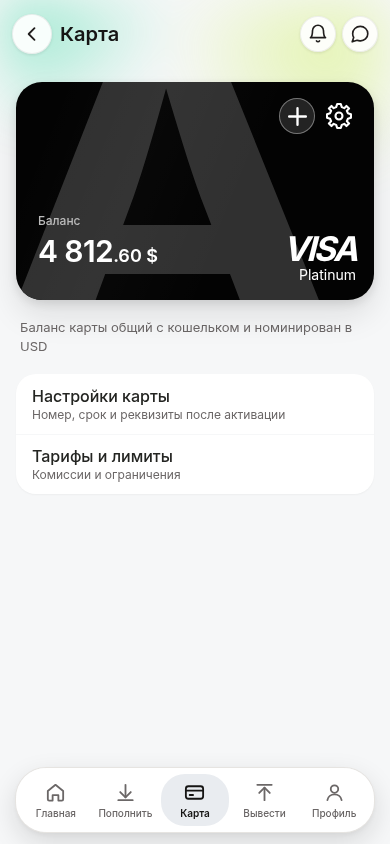 Карта
Баланс
4 812.60 $
VISA
Platinum
Баланс карты общий с кошельком и номинирован в
USD
Настройки карты
Номер, срок и реквизиты после активации
Тарифы и лимиты
Комиссии и ограничения
Главная
Пополнить
Карта
Вывести
Профиль